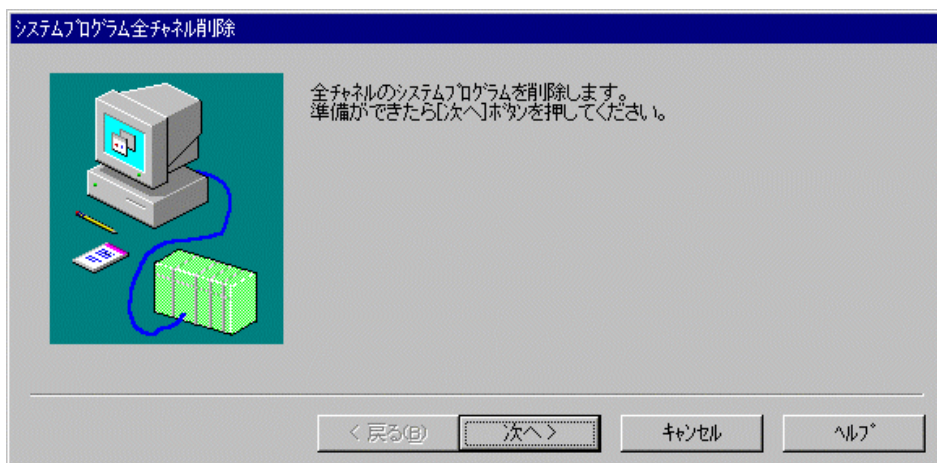 ｼｽﾃﾑﾌﾟﾛｸﾞﾗﾑ全ﾁｬﾈﾙ削除
全ﾁｬﾈﾙのｼｽﾃﾑﾌﾟﾛｸﾞﾗﾑを削除します。
準備ができたら[次へ]ﾎﾞﾀﾝを押してください。
< 戻る(B)
次へ >
ｷｬﾝｾﾙ
ﾍﾙﾌﾟ